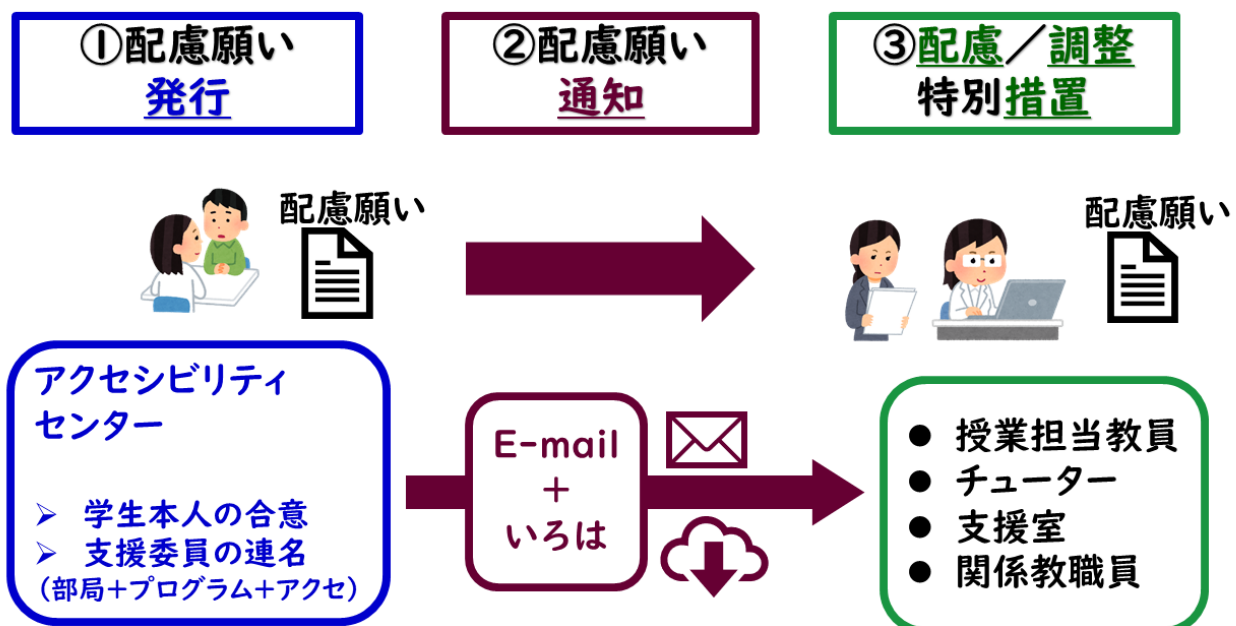 ①配慮願い
発行
②配慮願い
通知
③配慮／調整
特別措置
配慮願い
配慮願い
アクセシビリティ
センター
➢ 学生本人の合意
➢ 支援委員の連名
(部局＋プログラム＋アクセ)
E-mail
＋
いろは
● 授業担当教員
● チューター
● 支援室
● 関係教職員